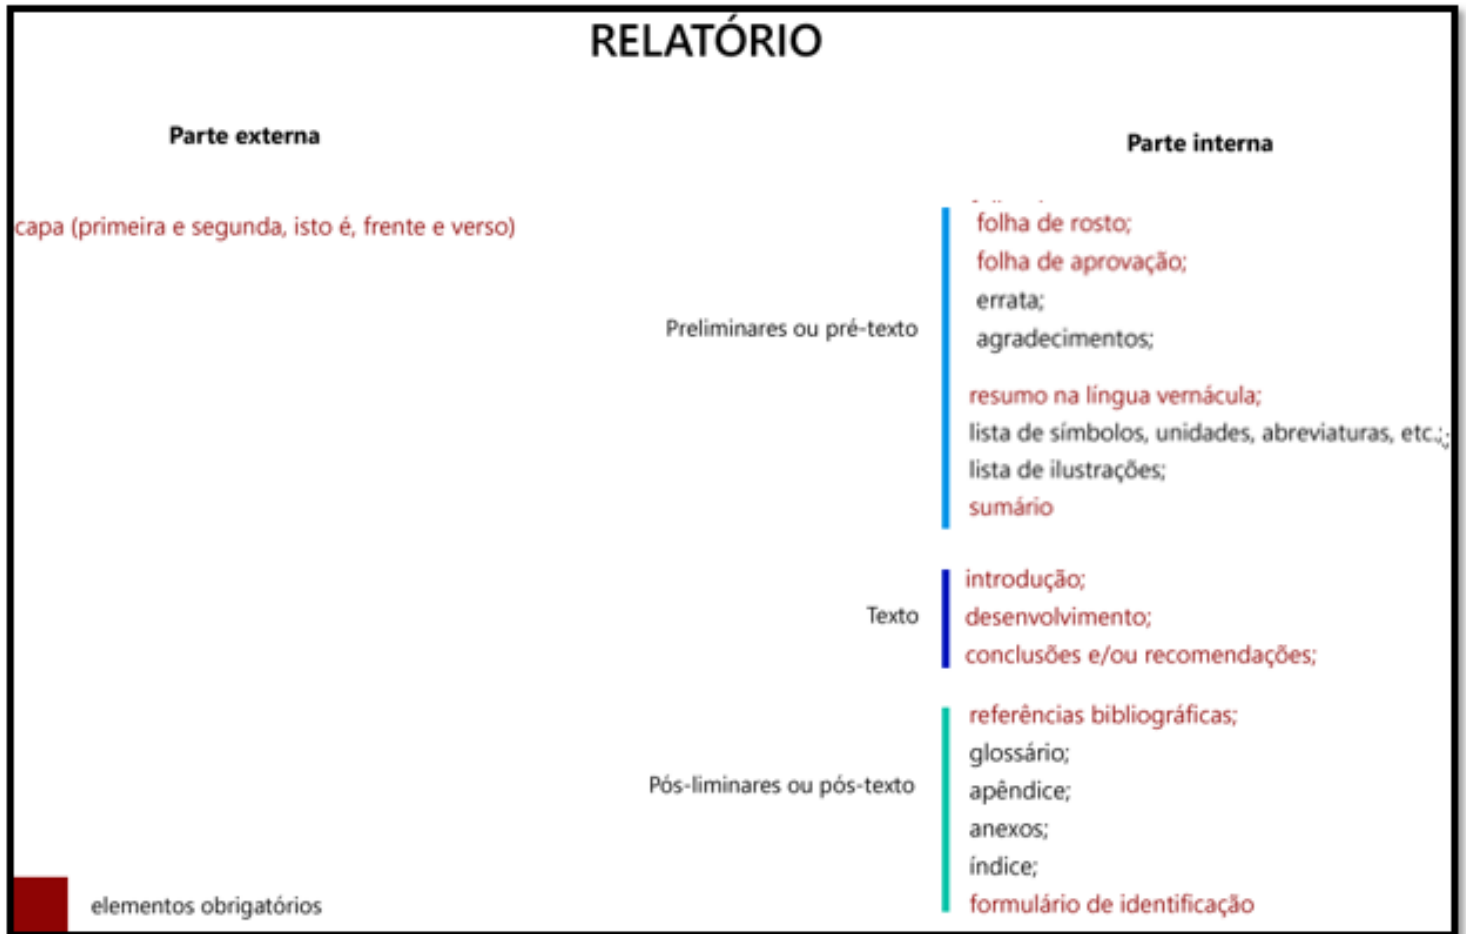 RELATÓRIO
Parte externa
Parte interna
capa (primeira e segunda, isto é, frente e verso)
Preliminares ou pré-texto
folha de rosto;
folha de aprovação;
errata;
agradecimentos;
resumo na língua vernácula;
lista de símbolos, unidades, abreviaturas, etc.;
lista de ilustrações;
sumário
Texto
introdução;
desenvolvimento;
conclusões e/ou recomendações;
Pós-liminares ou pós-texto
referências bibliográficas;
glossário;
apêndice;
anexos;
índice;
formulário de identificação
elementos obrigatórios